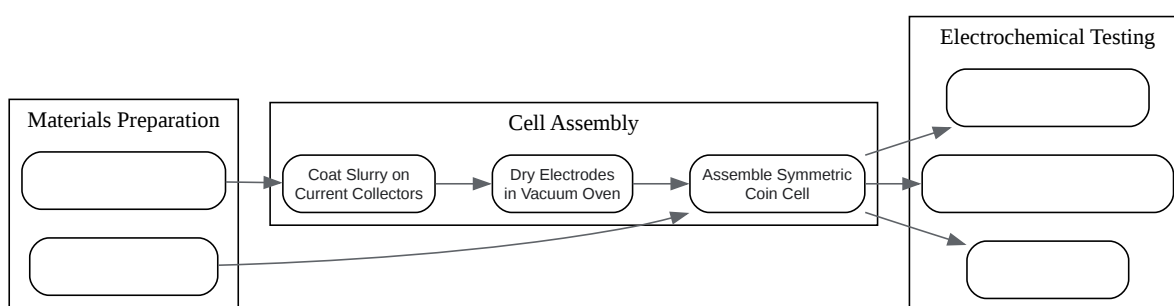 Materials Preparation
Cell Assembly
Coat Slurry on
Current Collectors
Dry Electrodes
in Vacuum Oven
Assemble Symmetric
Coin Cell
Electrochemical Testing